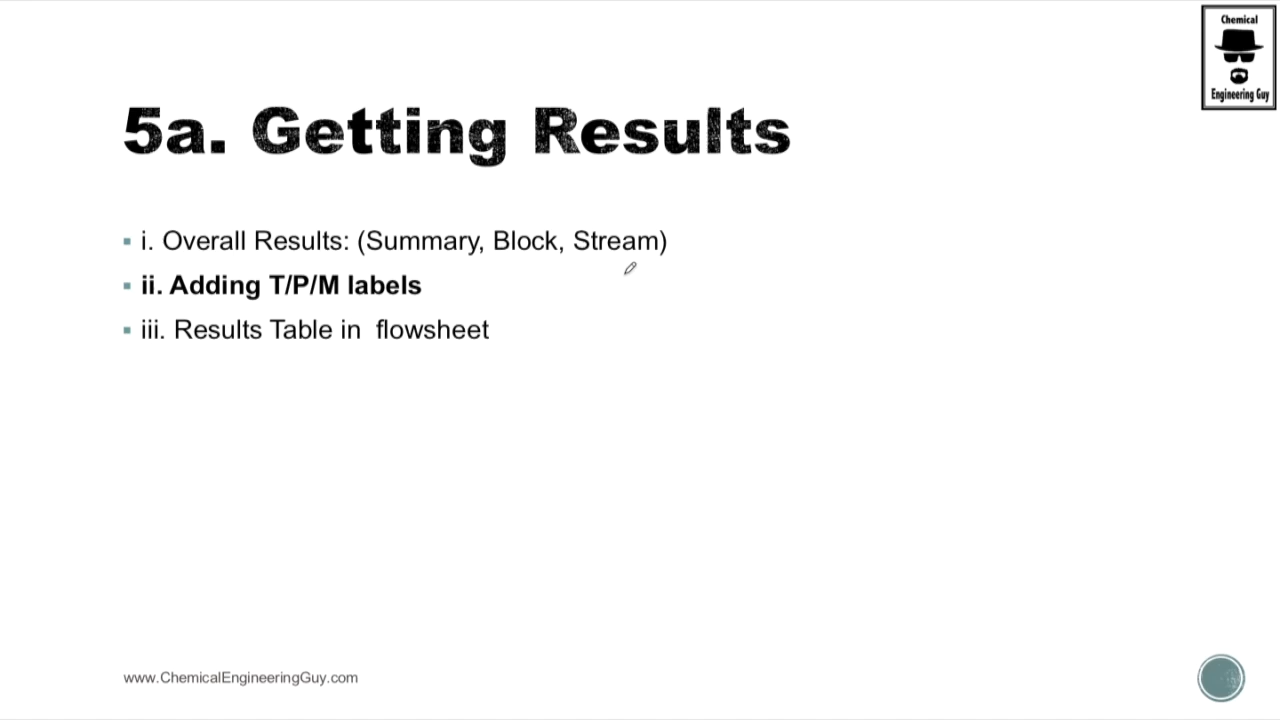 Chemical
Engineering Guy
5a. Getting Results
i. Overall Results: (Summary, Block, Stream)
ii. Adding T/P/M labels
iii. Results Table in  flowsheet
www.ChemicalEngineeringGuy.com